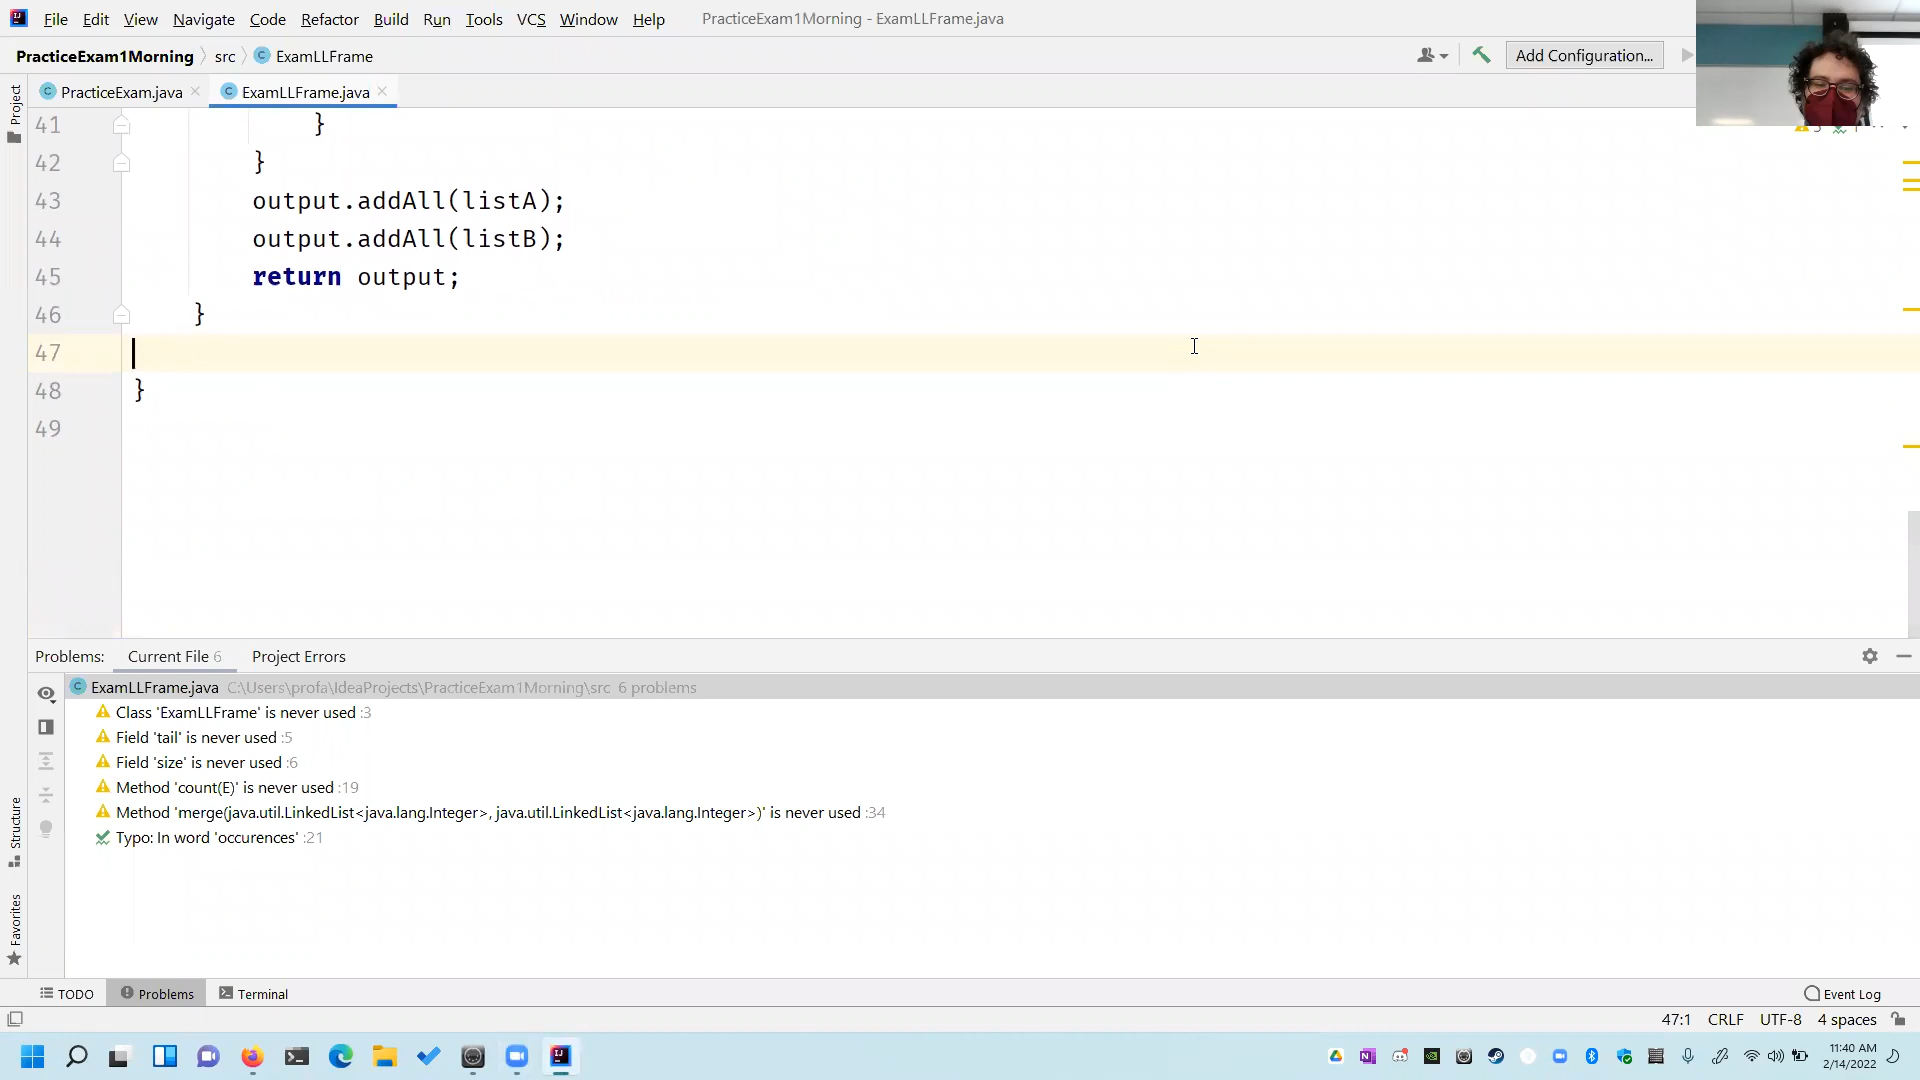 File Edit View Navigate Code Refactor Build Run Tools VCS Window Help PracticeExam1Morning - ExamLLFrame.java
PracticeExam1Morning src ExamLLFrame Add Configuration...
PracticeExam.java ExamLLFrame.java
Project
41 }
42 }
43 output.addAll(listA);
44 output.addAll(listB);
45 return output;
46 }
47
48 }
49
Problems: Current File 6 Project Errors
ExamLLFrame.java C:\Users\profa\IdeaProjects\PracticeExam1Morning\src 6 problems
Class 'ExamLLFrame' is never used :3
Field 'tail' is never used :5
Field 'size' is never used :6
Method 'count(E)' is never used :19
Method 'merge(java.util.LinkedList<java.lang.Integer>, java.util.LinkedList<java.lang.Integer>)' is never used :34
Typo: In word 'occurences' :21
Structure
Favorites
TODO Problems Terminal Event Log
47:1 CRLF UTF-8 4 spaces
11:40 AM
2/14/2022